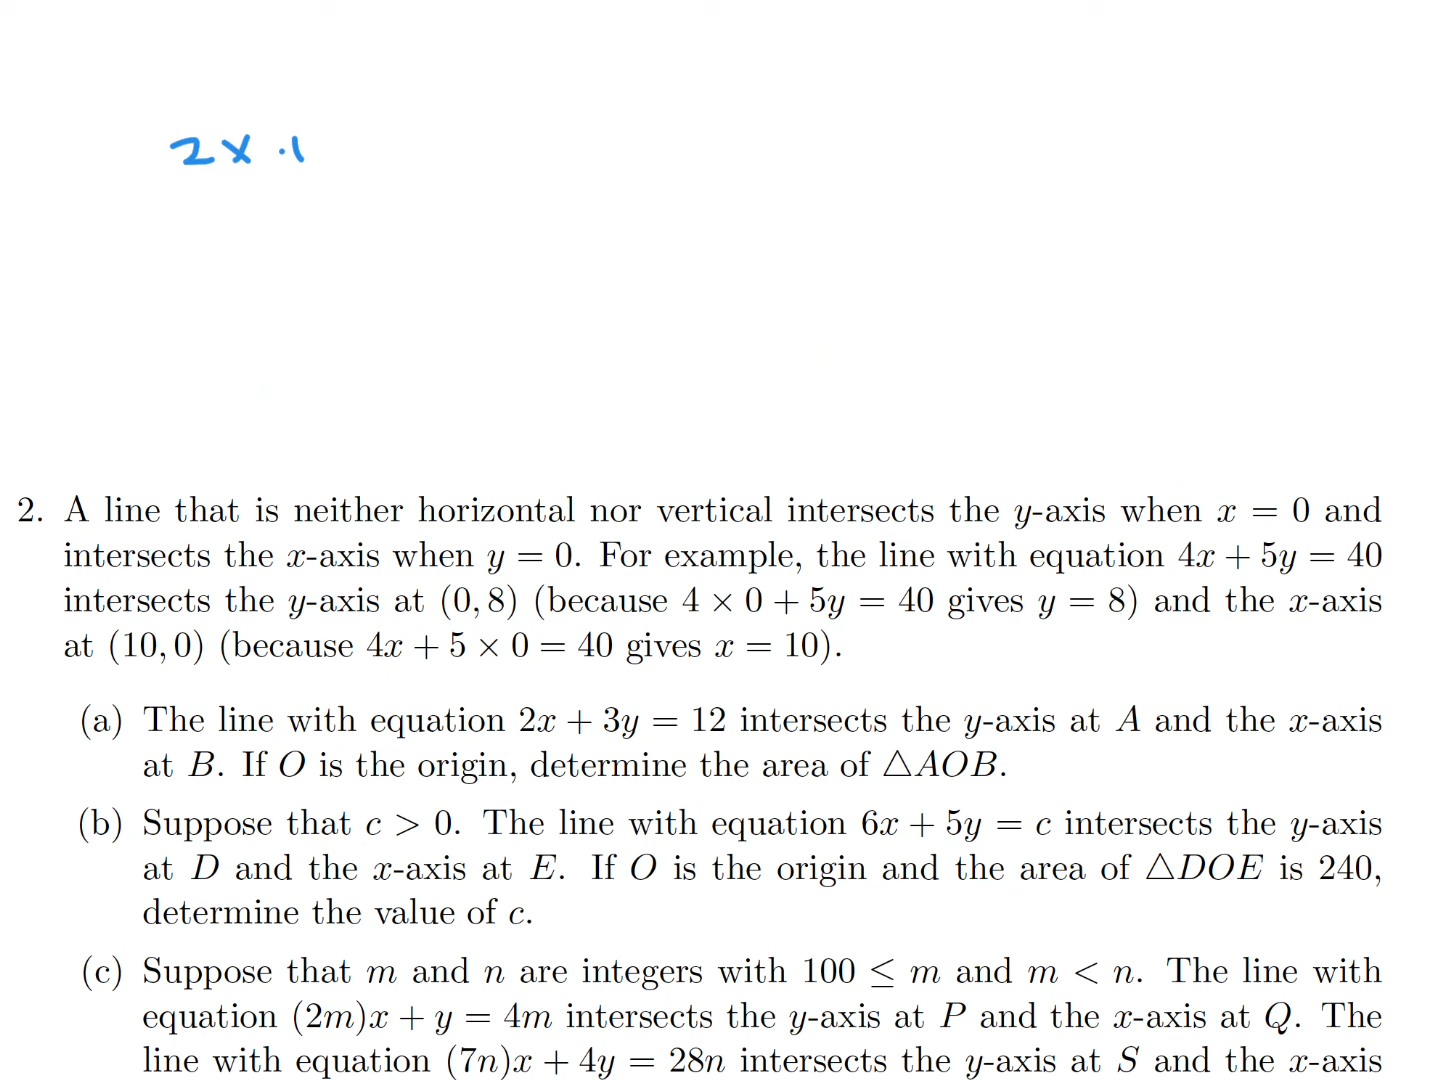 2x .1
2. A line that is neither horizontal nor vertical intersects the y-axis when x = 0 and
intersects the x-axis when y = 0. For example, the line with equation 4x + 5y = 40
intersects the y-axis at (0, 8) (because 4 × 0 + 5y = 40 gives y = 8) and the x-axis
at (10, 0) (because 4x + 5 × 0 = 40 gives x = 10).
(a) The line with equation 2x + 3y = 12 intersects the y-axis at A and the x-axis
at B. If O is the origin, determine the area of △AOB.
(b) Suppose that c > 0. The line with equation 6x + 5y = c intersects the y-axis
at D and the x-axis at E. If O is the origin and the area of △DOE is 240,
determine the value of c.
(c) Suppose that m and n are integers with 100 ≤ m and m < n. The line with
equation (2m)x + y = 4m intersects the y-axis at P and the x-axis at Q. The
line with equation (7n)x + 4y = 28n intersects the y-axis at S and the x-axis